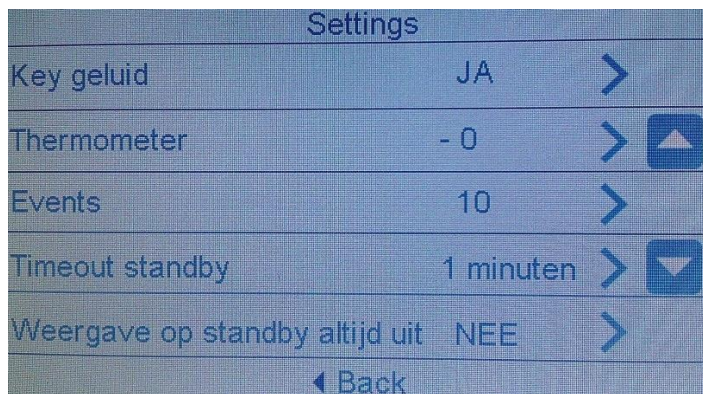 Settings
Key geluid JA
Thermometer - 0
Events 10
Timeout standby 1 minuten
Weergave op standby altijd uit NEE
Back